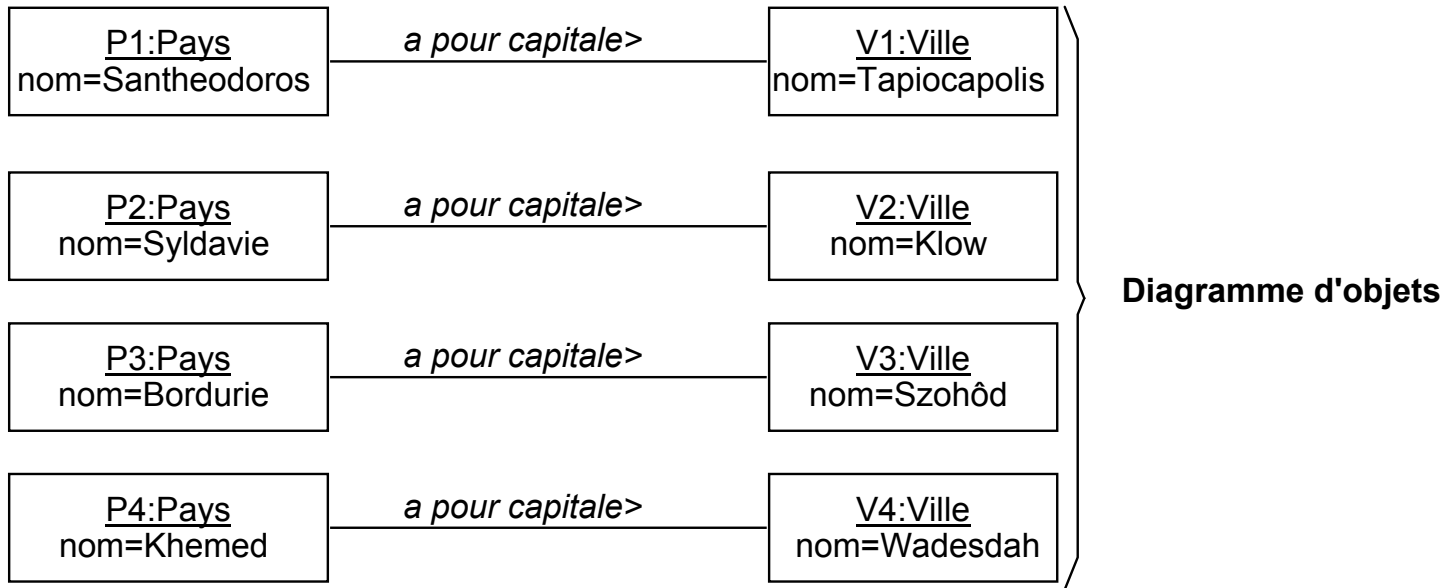 P1:Pays
nom=Santheodoros
a pour capitale>
V1:Ville
nom=Tapiocapolis
P2:Pays
nom=Syldavie
a pour capitale>
V2:Ville
nom=Klow
P3:Pays
nom=Bordurie
a pour capitale>
V3:Ville
nom=Szohôd
P4:Pays
nom=Khemed
a pour capitale>
V4:Ville
nom=Wadesdah
Diagramme d'objets